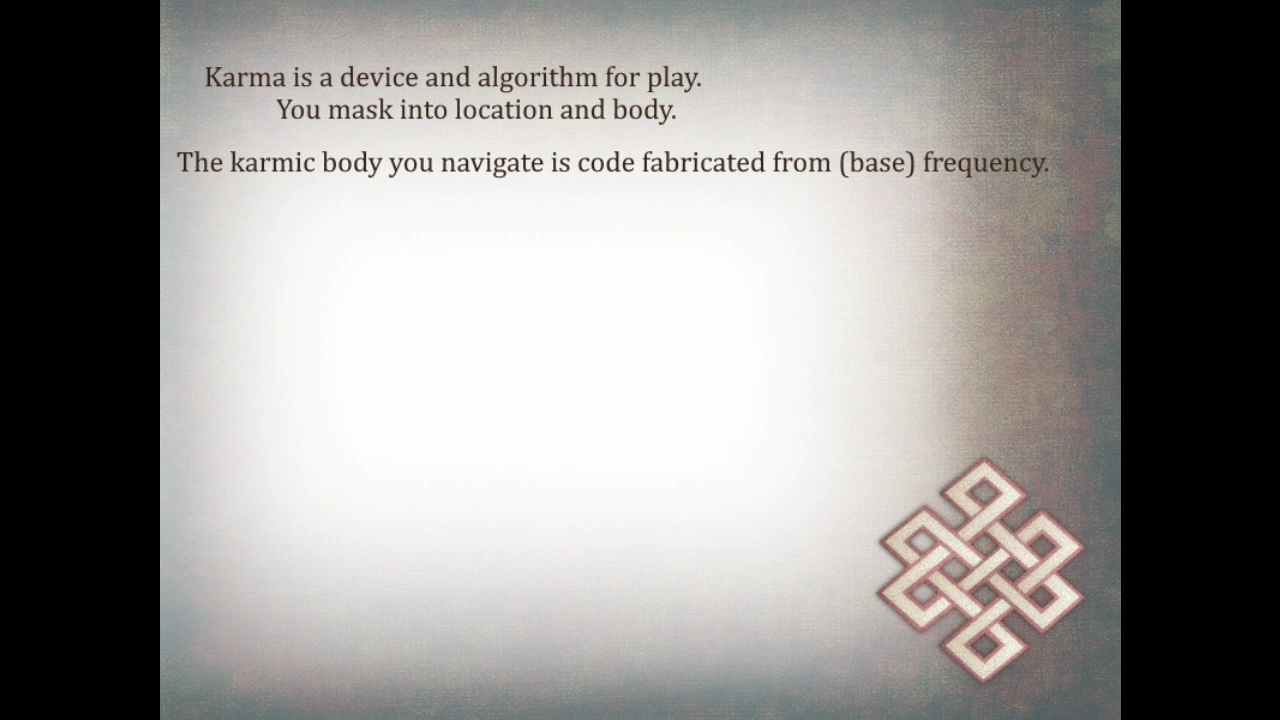 Karma is a device and algorithm for play.
You mask into location and body.
The karmic body you navigate is code fabricated from (base) frequency.